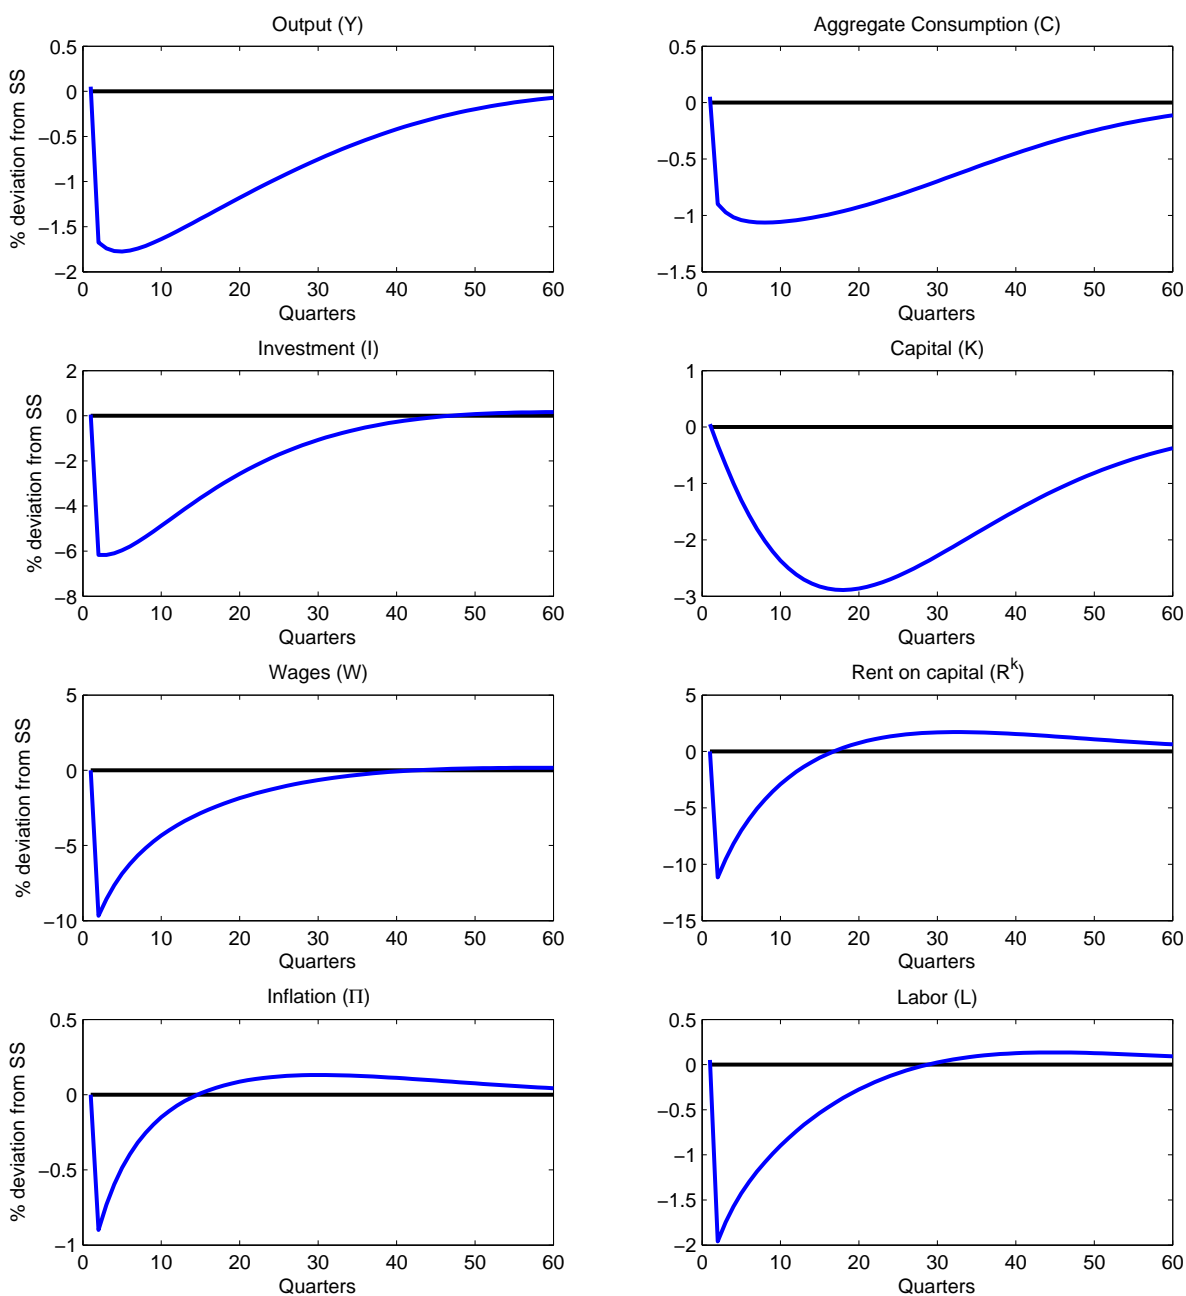 Output (Y)
% deviation from SS
0.5
0
−0.5
−1
−1.5
−2
0 10 20 30 40 50 60
Quarters
Aggregate Consumption (C)
0.5
0
−0.5
−1
−1.5
0 10 20 30 40 50 60
Quarters
Investment (I)
% deviation from SS
2
0
−2
−4
−6
−8
0 10 20 30 40 50 60
Quarters
Capital (K)
1
0
−1
−2
−3
0 10 20 30 40 50 60
Quarters
Wages (W)
% deviation from SS
5
0
−5
−10
0 10 20 30 40 50 60
Quarters
Rent on capital (R^k)
5
0
−5
−10
−15
0 10 20 30 40 50 60
Quarters
Inflation (Π)
% deviation from SS
0.5
0
−0.5
−1
0 10 20 30 40 50 60
Quarters
Labor (L)
0.5
0
−0.5
−1
−1.5
−2
0 10 20 30 40 50 60
Quarters